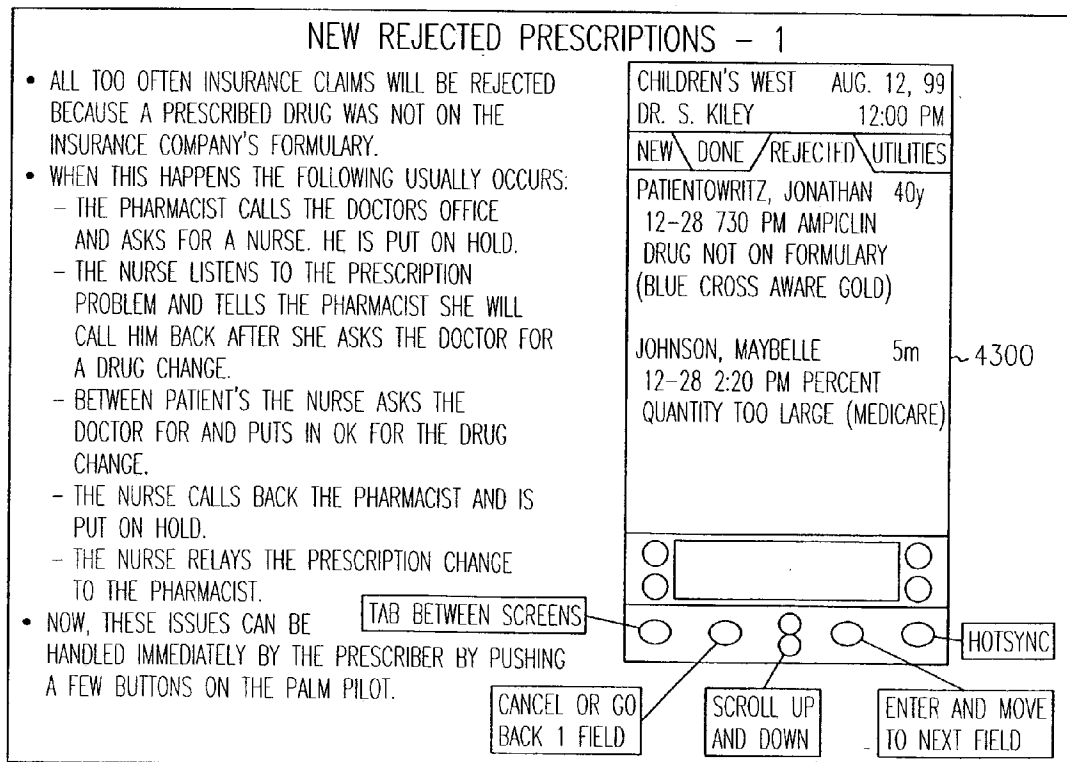 NEW REJECTED PRESCRIPTIONS – 1
• ALL TOO OFTEN INSURANCE CLAIMS WILL BE REJECTED
BECAUSE A PRESCRIBED DRUG WAS NOT ON THE
INSURANCE COMPANY'S FORMULARY.
• WHEN THIS HAPPENS THE FOLLOWING USUALLY OCCURS:
– THE PHARMACIST CALLS THE DOCTORS OFFICE
AND ASKS FOR A NURSE. HE IS PUT ON HOLD.
– THE NURSE LISTENS TO THE PRESCRIPTION
PROBLEM AND TELLS THE PHARMACIST SHE WILL
CALL HIM BACK AFTER SHE ASKS THE DOCTOR FOR
A DRUG CHANGE.
– BETWEEN PATIENT'S THE NURSE ASKS THE
DOCTOR FOR AND PUTS IN OK FOR THE DRUG
CHANGE.
– THE NURSE CALLS BACK THE PHARMACIST AND IS
PUT ON HOLD.
– THE NURSE RELAYS THE PRESCRIPTION CHANGE
TO THE PHARMACIST.
• NOW, THESE ISSUES CAN BE
HANDLED IMMEDIATELY BY THE PRESCRIBER BY PUSHING
A FEW BUTTONS ON THE PALM PILOT.
CHILDREN'S WEST AUG. 12, 99
DR. S. KILEY 12:00 PM
NEW DONE REJECTED UTILITIES
PATIENTOWRITZ, JONATHAN 40y
12–28 730 PM AMPICLIN
DRUG NOT ON FORMULARY
(BLUE CROSS AWARE GOLD)
JOHNSON, MAYBELLE 5m
12–28 2:20 PM PERCENT
QUANTITY TOO LARGE (MEDICARE)
4300
TAB BETWEEN SCREENS
HOTSYNC
CANCEL OR GO
BACK 1 FIELD
SCROLL UP
AND DOWN
ENTER AND MOVE
TO NEXT FIELD